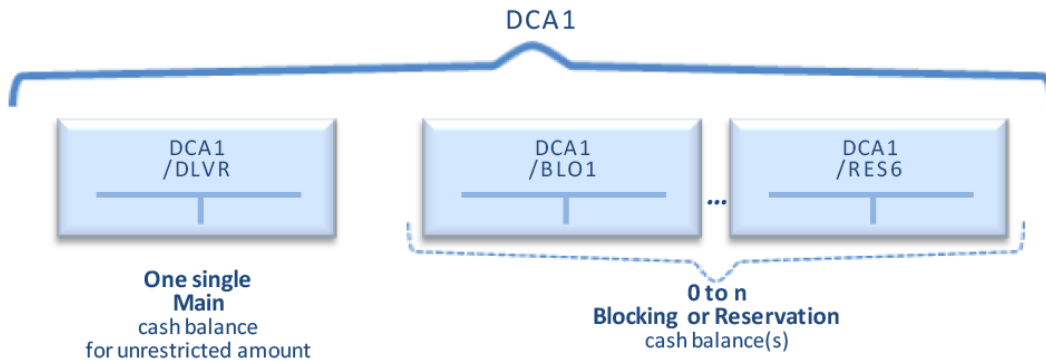 DCA1
DCA1
/DLVR
DCA1
/BLO1
...
DCA1
/RES6
One single
Main
cash balance
for unrestricted amount
0 to n
Blocking or Reservation
cash balance(s)